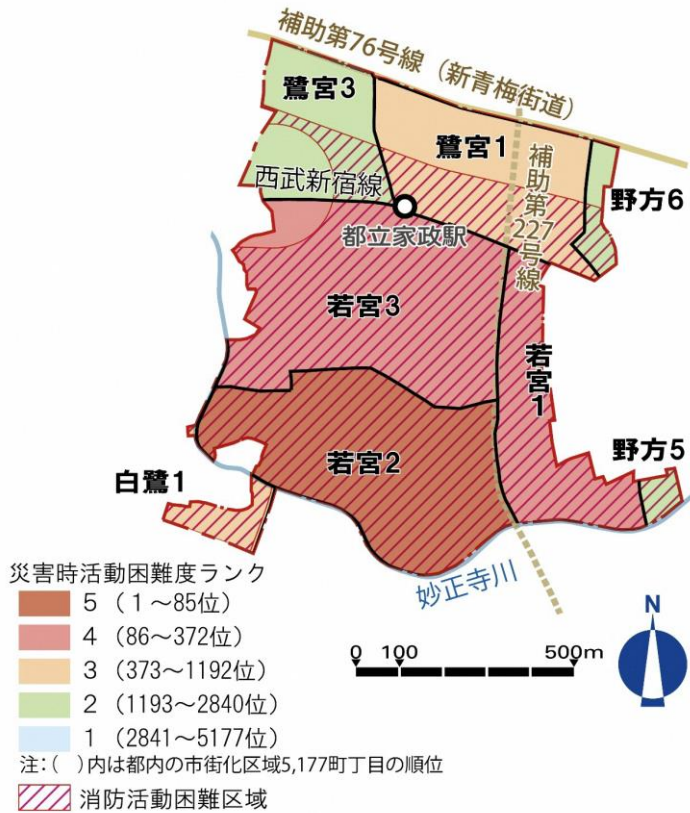 補助第76号線（新青梅街道）
鷺宮3
鷺宮1
補助第227号線
野方6
西武新宿線
都立家政駅
若宮3
若宮1
若宮2
野方5
白鷺1
妙正寺川
災害時活動困難度ランク
5（1～85位）
4（86～372位）
3（373～1192位）
2（1193～2840位）
1（2841～5177位）
注：（　）内は都内の市街化区域5,177町丁目の順位
消防活動困難区域
0 100 500m
N